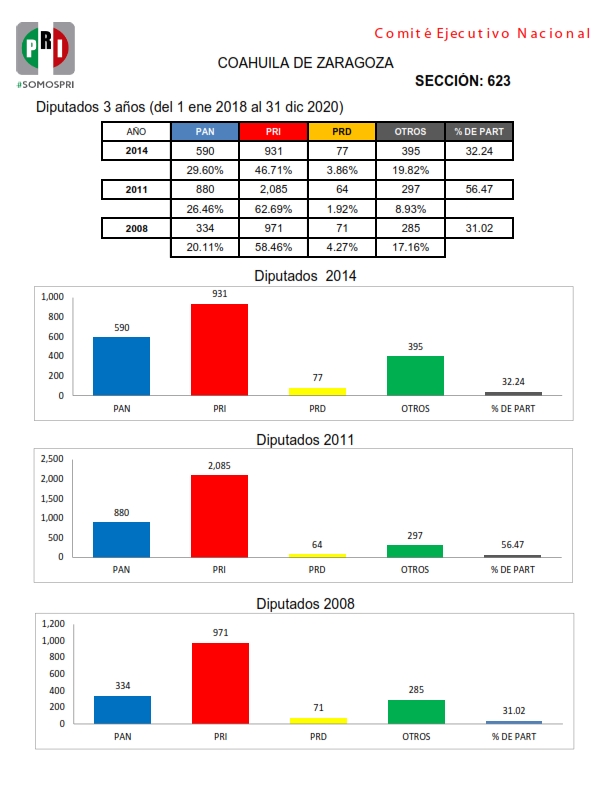 PRI
#SOMOSPRI
Comité Ejecutivo Nacional
COAHUILA DE ZARAGOZA
SECCIÓN: 623
Diputados 3 años (del 1 ene 2018 al 31 dic 2020)
AÑO PAN PRI PRD OTROS % DE PART
2014 590 931 77 395 32.24
29.60% 46.71% 3.86% 19.82%
2011 880 2,085 64 297 56.47
26.46% 62.69% 1.92% 8.93%
2008 334 971 71 285 31.02
20.11% 58.46% 4.27% 17.16%
Diputados 2014
1,000
800
600
400
200
0
590 931 77 395 32.24
PAN PRI PRD OTROS % DE PART
Diputados 2011
2,500
2,000
1,500
1,000
500
0
880 2,085 64 297 56.47
PAN PRI PRD OTROS % DE PART
Diputados 2008
1,200
1,000
800
600
400
200
0
334 971 71 285 31.02
PAN PRI PRD OTROS % DE PART